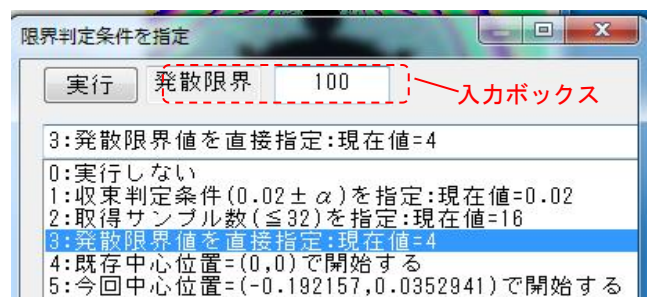 限界判定条件を指定
実行 発散限界 100
入力ボックス
3:発散限界値を直接指定:現在値=4
0:実行しない
1:収束判定条件(0.02±α)を指定:現在値=0.02
2:取得サンプル数(≦32)を指定:現在値=16
3:発散限界値を直接指定:現在値=4
4:既存中心位置=(0,0)で開始する
5:今回中心位置=(-0.192157,0.0352941)で開始する